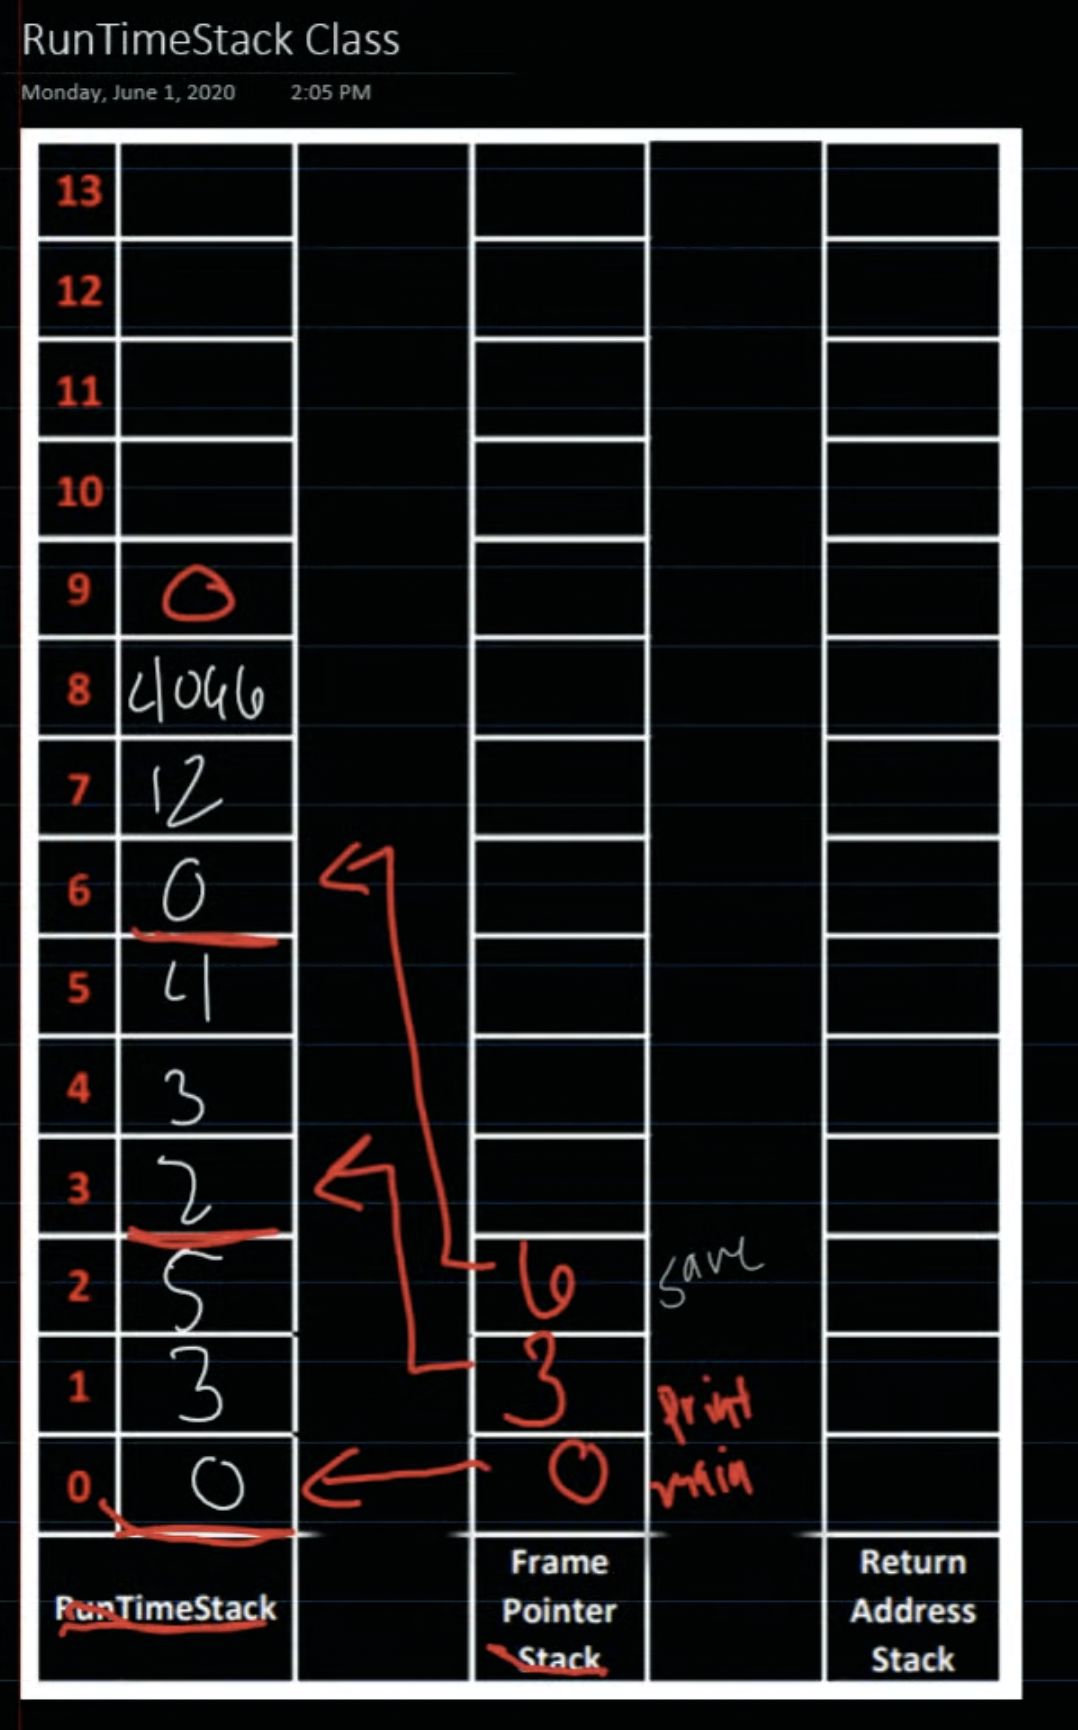 RunTimeStack Class
Monday, June 1, 2020 2:05 PM
13
12
11
10
9 0
8 4046
7 12
6 0
5 4
4 3
3 2
2 5 6 save
1 3 3 print
0 0 0 main
RunTimeStack
Frame
Pointer
Stack
Return
Address
Stack